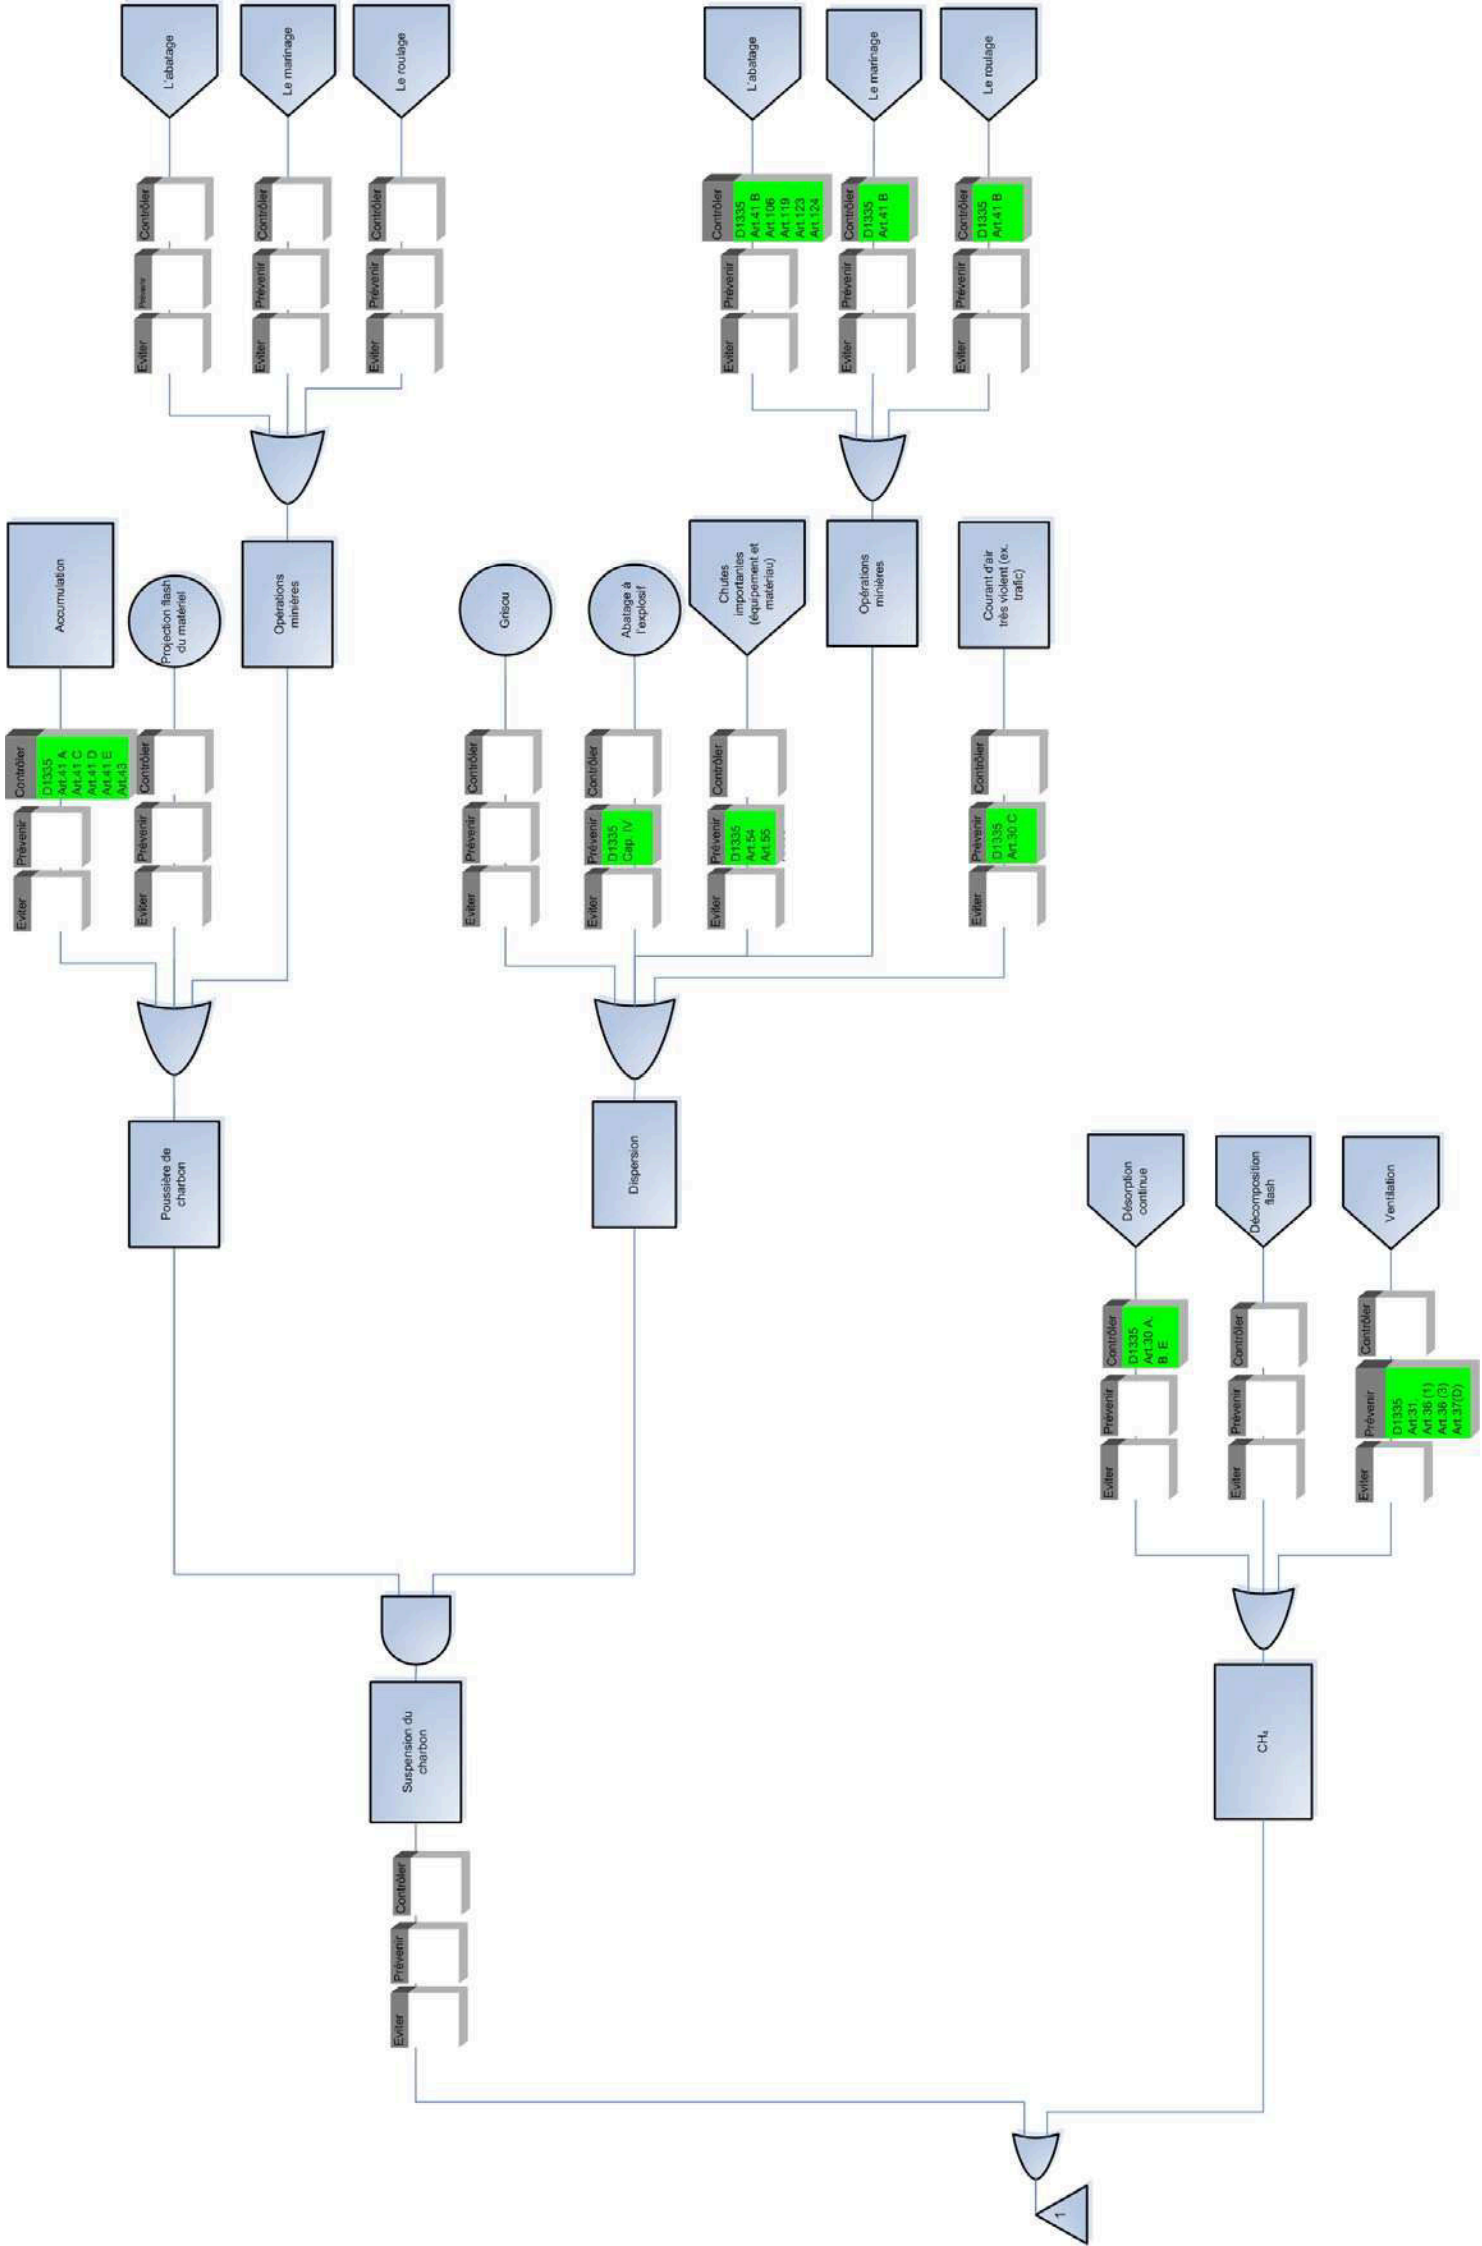 L'abatage
Contrôler
Prévenir
Eviter
Le marinage
Contrôler
Prévenir
Eviter
Le roulage
Contrôler
Prévenir
Eviter
Accumulation
Contrôler
D1335
Art.41 A
Art.41 C
Art.41 D
Art.41 E
Art.43
Prévenir
Eviter
Projection flash
du matériel
Contrôler
Prévenir
Eviter
Opérations
minières
Poussière de
charbon
L'abatage
Contrôler
D1335
Art.41 B
Art.106
Art.119
Art.123
Art.124
Prévenir
Eviter
Le marinage
Contrôler
D1335
Art.41 B
Prévenir
Eviter
Le roulage
Contrôler
D1335
Art.41 B
Prévenir
Eviter
Grisou
Contrôler
Prévenir
Eviter
Abatage à
l'explosif
Contrôler
Prévenir
D1335
Cap. IV
Eviter
Chutes
importantes
(équipement et
matériau)
Contrôler
Prévenir
D1335
Art.54
Art.55
Eviter
Opérations
minières
Courant d'air
très violent (ex.
trafic)
Contrôler
Prévenir
D1335
Art.30 C
Eviter
Dispersion
Suspension du
charbon
Contrôler
Prévenir
Eviter
Désorption
continue
Contrôler
D1335
Art.30 A,
B, E
Prévenir
Eviter
Décomposition
flash
Contrôler
Prévenir
Eviter
Ventilation
Contrôler
Prévenir
D1335
Art.31,
Art.36 (1)
Art.36 (3)
Art.37(D)
Eviter
CH₄
1